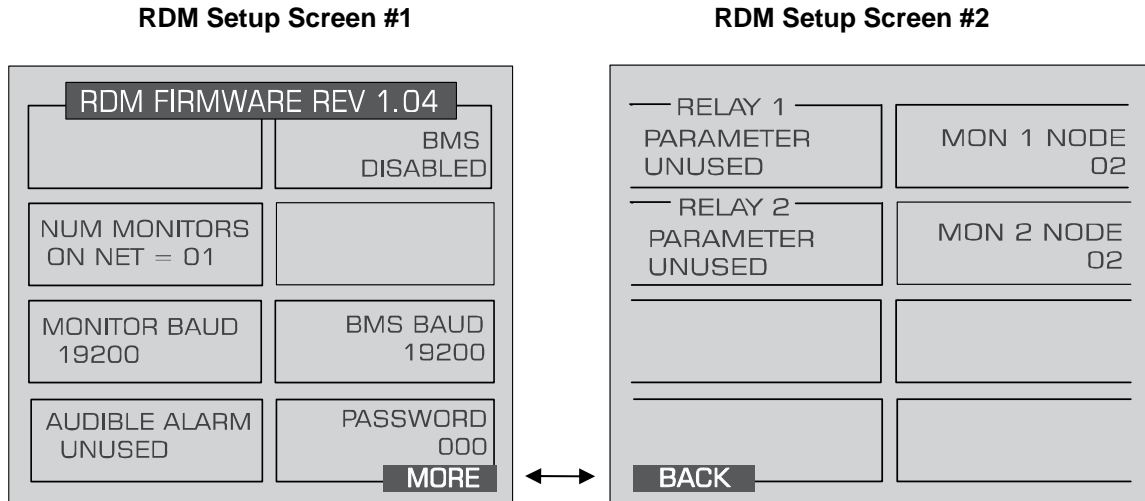 RDM Setup Screen #1
RDM FIRMWARE REV 1.04
BMS
DISABLED
NUM MONITORS
ON NET = 01
MONITOR BAUD
19200
BMS BAUD
19200
AUDIBLE ALARM
UNUSED
PASSWORD
000
MORE
RDM Setup Screen #2
RELAY 1
PARAMETER
UNUSED
MON 1 NODE
02
RELAY 2
PARAMETER
UNUSED
MON 2 NODE
02
BACK